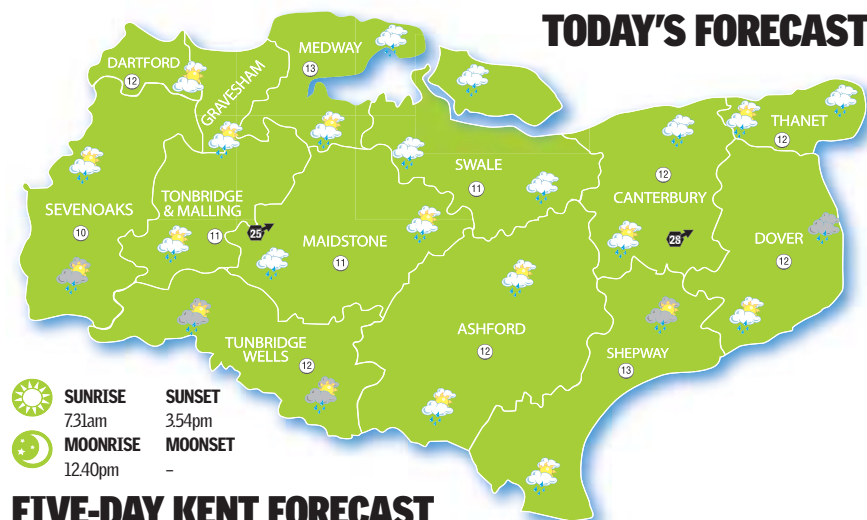 TODAY'S FORECAST
MEDWAY
13
DARTFORD
12
GRAVESHAM
THANET
12
SWALE
11
12
CANTERBURY
TONBRIDGE
& MALLING
11
SEVENOAKS
10
25
MAIDSTONE
11
28
DOVER
12
ASHFORD
12
TUNBRIDGE
WELLS
12
SHEPWAY
13
SUNRISE SUNSET
7.31am 3.54pm
MOONRISE MOONSET
12.40pm –
FIVE-DAY KENT FORECAST